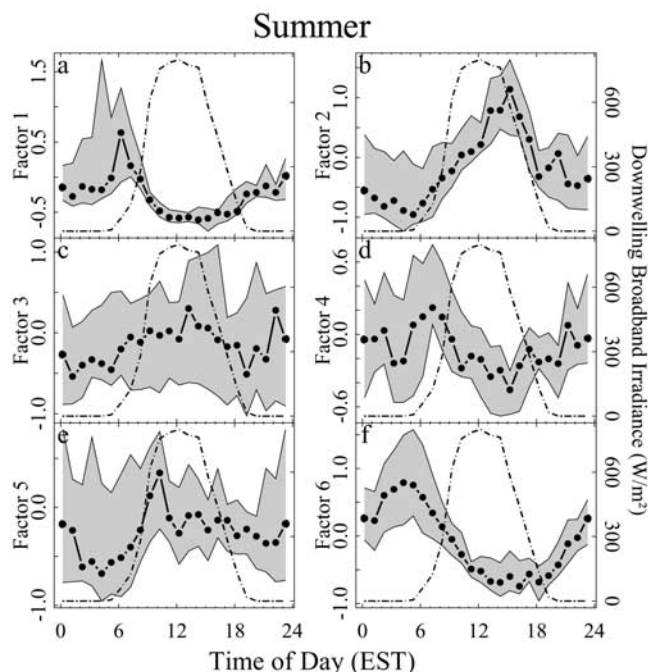 Summer
a
b
1.5
0.5
-0.5
Factor 1
1.0
0.0
-1.0
Factor 2
600
300
0
c
d
1.0
0.0
-1.0
Factor 3
0.6
0.0
-0.6
Factor 4
600
300
0
e
f
0.0
-1.0
Factor 5
1.0
0.0
-1.0
Factor 6
600
300
0
Downwelling Broadband Irradiance (W/m²)
0 6 12 18 24
0 6 12 18 24
Time of Day (EST)